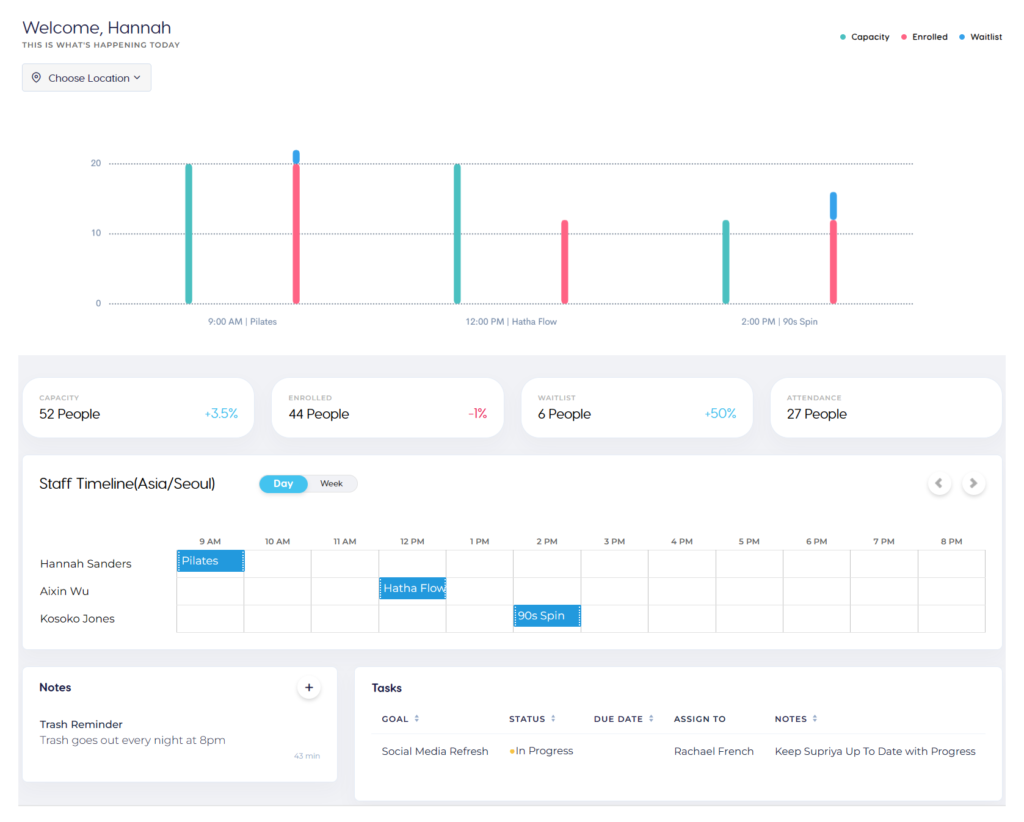 Welcome, Hannah
THIS IS WHAT'S HAPPENING TODAY
Capacity Enrolled Waitlist
Choose Location
20
10
0
9:00 AM | Pilates 12:00 PM | Hatha Flow 2:00 PM | 90s Spin
CAPACITY ENROLLED WAITLIST ATTENDANCE
52 People +3.5% 44 People -1% 6 People +50% 27 People
Staff Timeline(Asia/Seoul) Day Week
9 AM 10 AM 11 AM 12 PM 1 PM 2 PM 3 PM 4 PM 5 PM 6 PM 7 PM 8 PM
Hannah Sanders Pilates
Aixin Wu Hatha Flow
Kosoko Jones 90s Spin
Notes +
Trash Reminder
Trash goes out every night at 8pm
43 min
Tasks
GOAL STATUS DUE DATE ASSIGN TO NOTES
Social Media Refresh In Progress Rachael French Keep Supriya Up To Date with Progress